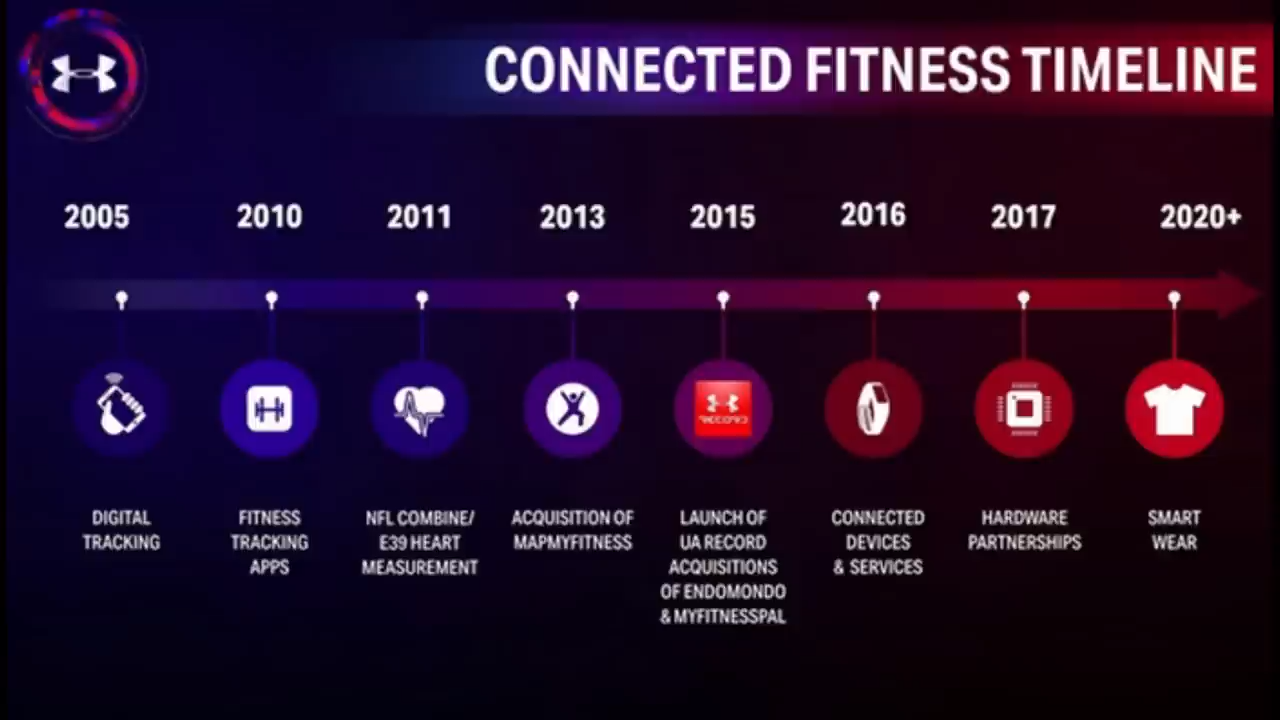 CONNECTED FITNESS TIMELINE
2005
2010
2011
2013
2015
2016
2017
2020+
RECORD
DIGITAL
TRACKING
FITNESS
TRACKING
APPS
NFL COMBINE/
E39 HEART
MEASUREMENT
ACQUISITION OF
MAPMYFITNESS
LAUNCH OF
UA RECORD
ACQUISITIONS
OF ENDOMONDO
& MYFITNESSPAL
CONNECTED
DEVICES
& SERVICES
HARDWARE
PARTNERSHIPS
SMART
WEAR